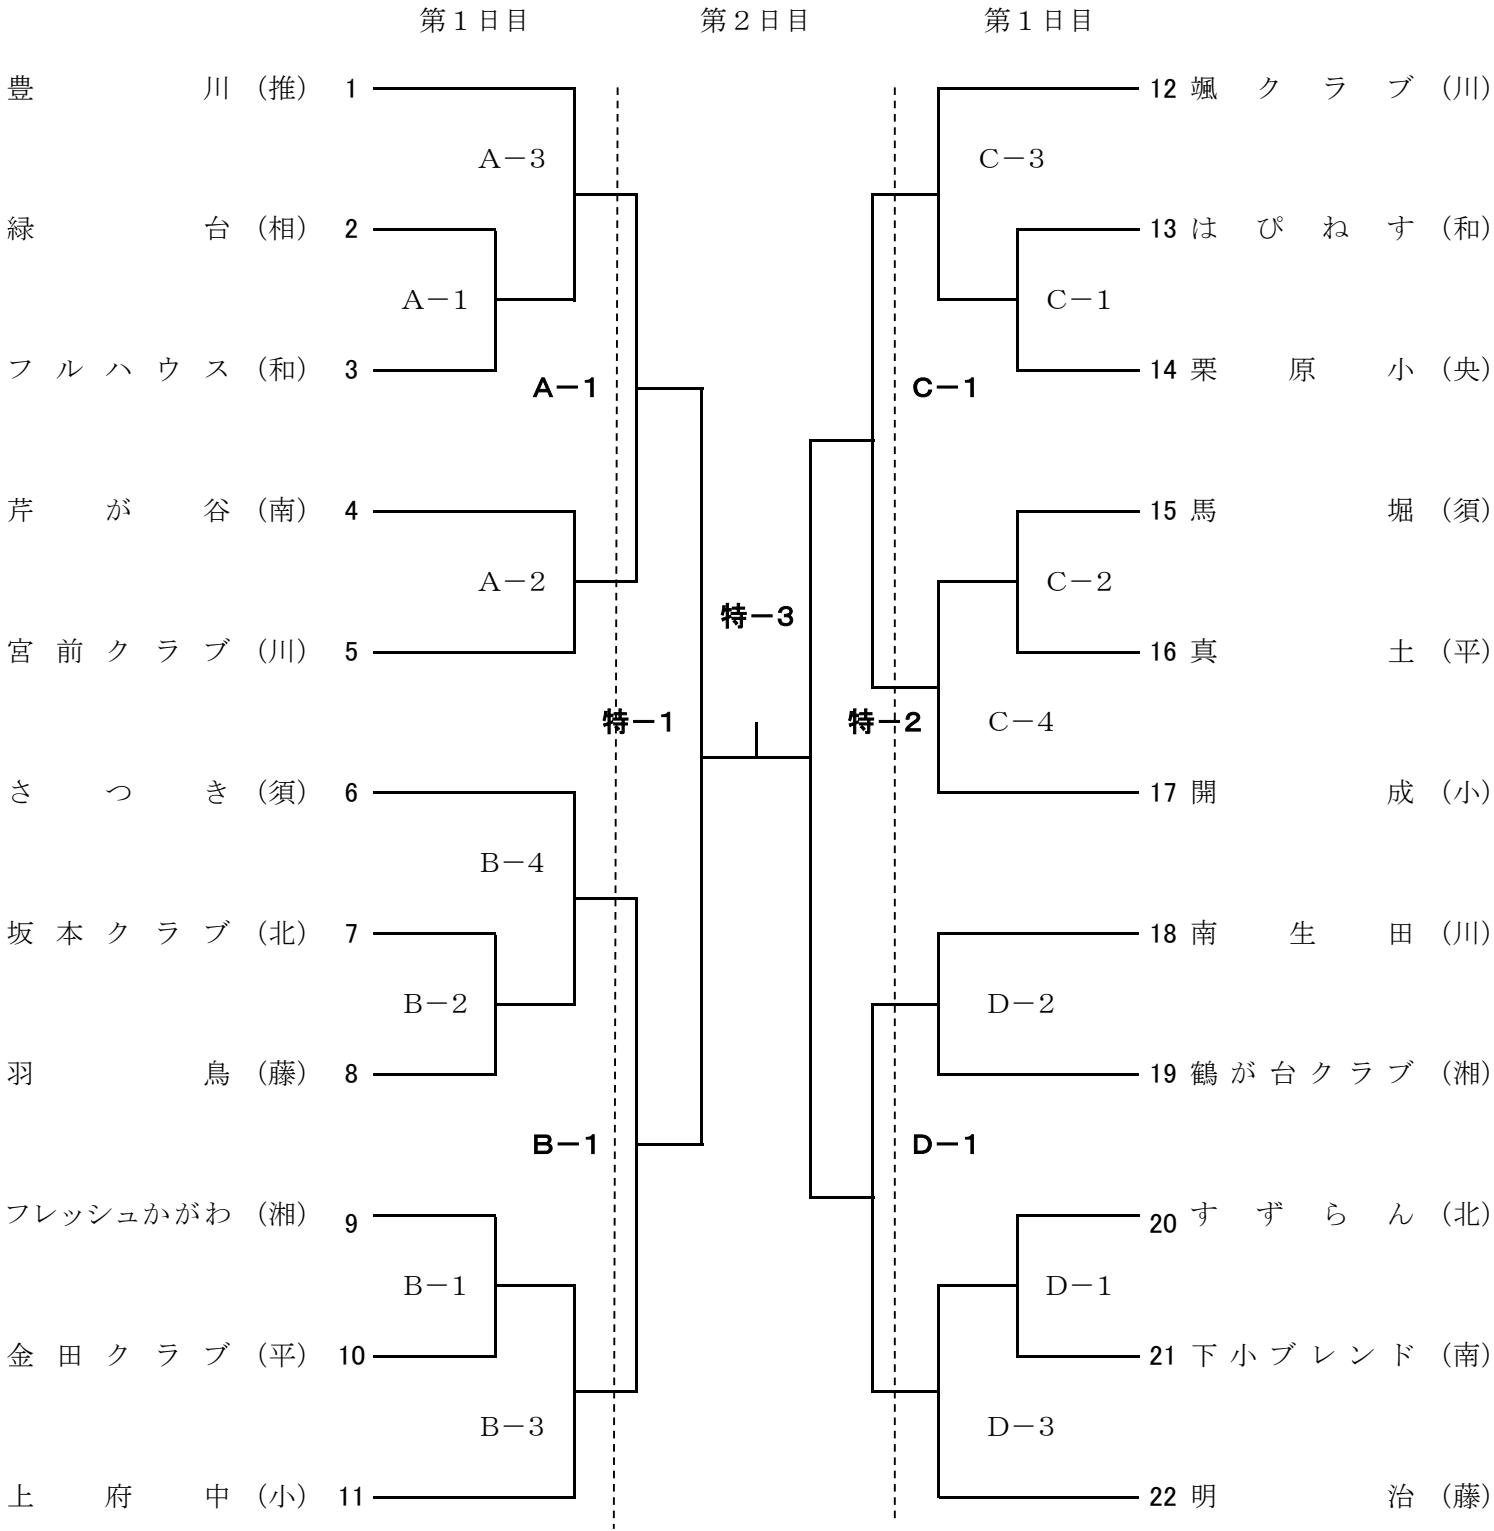 第１日目 第２日目 第１日目
豊川 （推） 1 12 颯クラブ （川）
A－3 C－3
緑台 （相） 2 13 はぴねす （和）
A－1 C－1
フルハウス （和） 3 14 栗原小 （央）
A－1 C－1
芹が谷 （南） 4 15 馬堀 （須）
A－2 C－2
特－3
宮前クラブ （川） 5 16 真土 （平）
特－1 特－2 C－4
さつき （須） 6 17 開成 （小）
B－4
坂本クラブ （北） 7 18 南生田 （川）
B－2 D－2
羽鳥 （藤） 8 19 鶴が台クラブ （湘）
B－1 D－1
フレッシュかがわ （湘） 9 20 すずらん （北）
B－1 D－1
金田クラブ （平） 10 21 下小ブレンド （南）
B－3 D－3
上府中 （小） 11 22 明治 （藤）